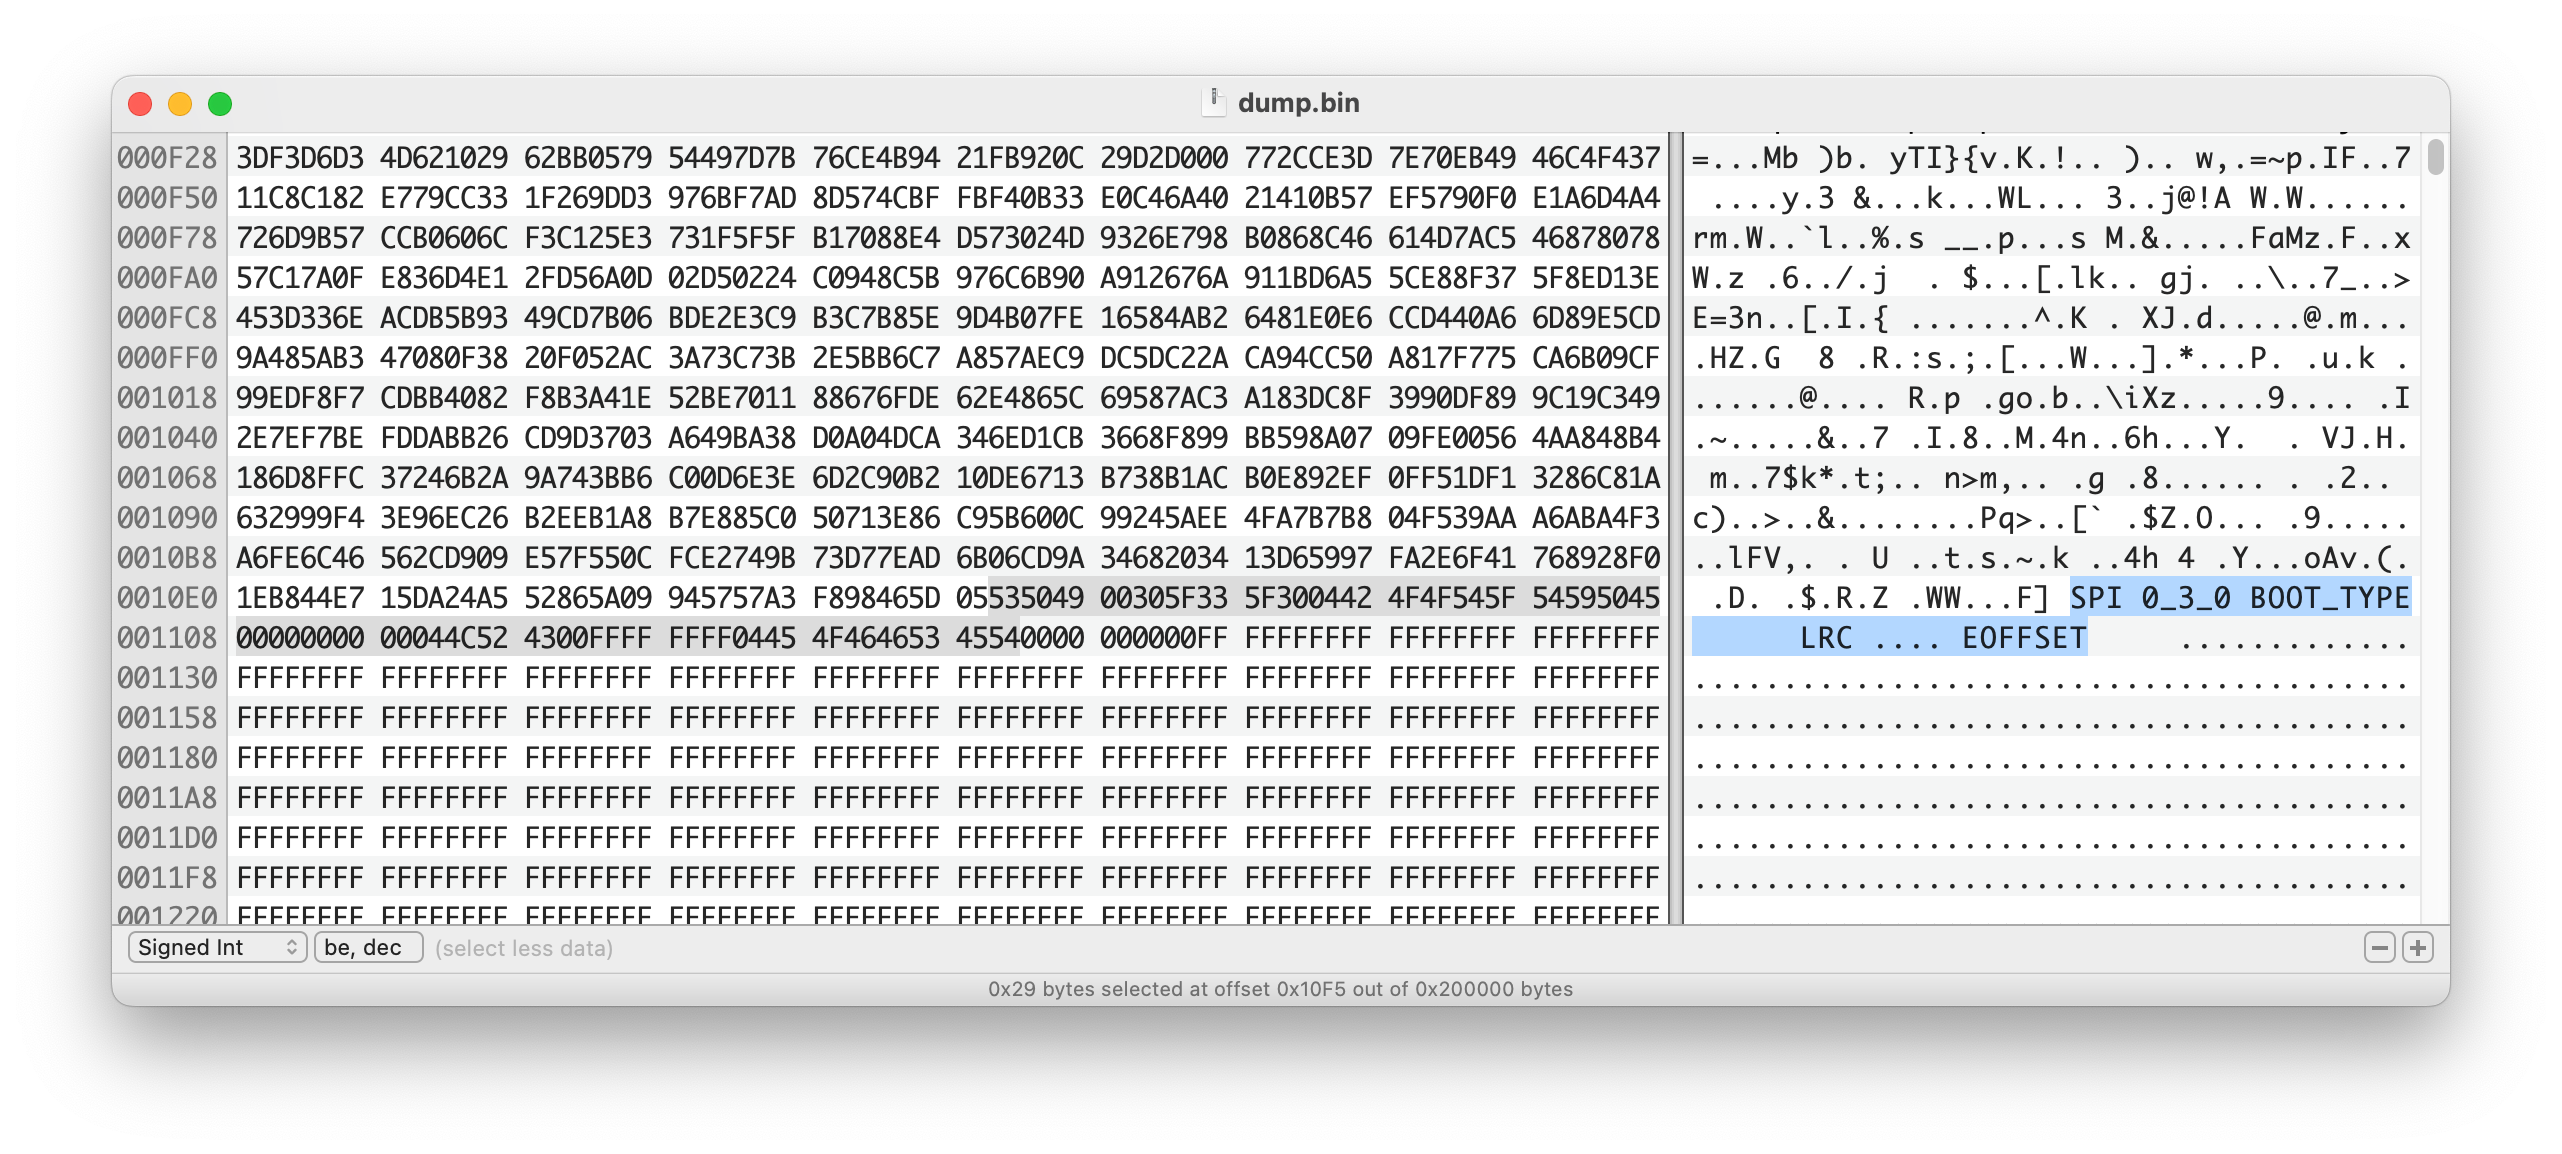 dump.bin
000F28 3DF3D6D3 4D621029 62BB0579 54497D7B 76CE4B94 21FB920C 29D2D000 772CCE3D 7E70EB49 46C4F437 =...Mb )b. yTI}{v.K.!.. ).. w,.=~p.IF..7
000F50 11C8C182 E779CC33 1F269DD3 976BF7AD 8D574CBF FBF40B33 E0C46A40 21410B57 EF5790F0 E1A6D4A4 ....y.3 &...k...WL... 3..j@!A W.W......
000F78 726D9B57 CCB0606C F3C125E3 731F5F5F B17088E4 D573024D 9326E798 B0868C46 614D7AC5 46878078 rm.W..`l..%.s __.p...s M.&.....FaMz.F..x
000FA0 57C17A0F E836D4E1 2FD56A0D 02D50224 C0948C5B 976C6B90 A912676A 911BD6A5 5CE88F37 5F8ED13E W.z .6../.j  . $...[.lk.. gj. ..\..7_..>
000FC8 453D336E ACDB5B93 49CD7B06 BDE2E3C9 B3C7B85E 9D4B07FE 16584AB2 6481E0E6 CCD440A6 6D89E5CD E=3n..[.I.{ .......^.K . XJ.d.....@.m...
000FF0 9A485AB3 47080F38 20F052AC 3A73C73B 2E5BB6C7 A857AEC9 DC5DC22A CA94CC50 A817F775 CA6B09CF .HZ.G  8 .R.:s.;.[...W...].*...P. .u.k .
001018 99EDF8F7 CDBB4082 F8B3A41E 52BE7011 88676FDE 62E4865C 69587AC3 A183DC8F 3990DF89 9C19C349 ......@.... R.p .go.b..\iXz.....9.... .I
001040 2E7EF7BE FDDABB26 CD9D3703 A649BA38 D0A04DCA 346ED1CB 3668F899 BB598A07 09FE0056 4AA848B4 .~.....&..7 .I.8..M.4n..6h...Y.  . VJ.H.
001068 186D8FFC 37246B2A 9A743BB6 C00D6E3E 6D2C90B2 10DE6713 B738B1AC B0E892EF 0FF51DF1 3286C81A m..7$k*.t;.. n>m,.. .g .8...... . .2..
001090 632999F4 3E96EC26 B2EEB1A8 B7E885C0 50713E86 C95B600C 99245AEE 4FA7B7B8 04F539AA A6ABA4F3 c)..>..&........Pq>..[` .$Z.O... .9.....
0010B8 A6FE6C46 562CD909 E57F550C FCE2749B 73D77EAD 6B06CD9A 34682034 13D65997 FA2E6F41 768928F0 ..lFV,. . U ..t.s.~.k ..4h 4 .Y...oAv.(.
0010E0 1EB844E7 15DA24A5 52865A09 945757A3 F898465D 05535049 00305F33 5F300442 4F4F545F 54595045 .D. .$.R.Z .WW...F] SPI 0_3_0 BOOT_TYPE
001108 00000000 00044C52 4300FFFF FFFF0445 4F464653 45540000 000000FF FFFFFFFF FFFFFFFF FFFFFFFF FFFFFFFF LRC .... EOFFSET     .............
001130 FFFFFFFF FFFFFFFF FFFFFFFF FFFFFFFF FFFFFFFF FFFFFFFF FFFFFFFF FFFFFFFF FFFFFFFF FFFFFFFF ........................................
001158 FFFFFFFF FFFFFFFF FFFFFFFF FFFFFFFF FFFFFFFF FFFFFFFF FFFFFFFF FFFFFFFF FFFFFFFF FFFFFFFF ........................................
001180 FFFFFFFF FFFFFFFF FFFFFFFF FFFFFFFF FFFFFFFF FFFFFFFF FFFFFFFF FFFFFFFF FFFFFFFF FFFFFFFF ........................................
0011A8 FFFFFFFF FFFFFFFF FFFFFFFF FFFFFFFF FFFFFFFF FFFFFFFF FFFFFFFF FFFFFFFF FFFFFFFF FFFFFFFF ........................................
0011D0 FFFFFFFF FFFFFFFF FFFFFFFF FFFFFFFF FFFFFFFF FFFFFFFF FFFFFFFF FFFFFFFF FFFFFFFF FFFFFFFF ........................................
0011F8 FFFFFFFF FFFFFFFF FFFFFFFF FFFFFFFF FFFFFFFF FFFFFFFF FFFFFFFF FFFFFFFF FFFFFFFF FFFFFFFF ........................................
001220 FFFFFFFF FFFFFFFF FFFFFFFF FFFFFFFF FFFFFFFF FFFFFFFF FFFFFFFF FFFFFFFF FFFFFFFF FFFFFFFF
Signed Int be, dec (select less data)
0x29 bytes selected at offset 0x10F5 out of 0x200000 bytes